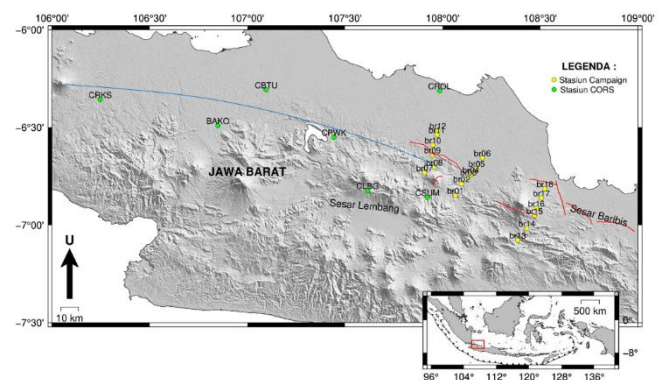 106°00' 106°30' 107°00' 107°30' 108°00' 108°30' 109°00'
-6°00'
-6°30'
-7°00'
-7°30'
LEGENDA :
Stasiun Campaign
Stasiun CORS
CRKS
CBTU
CROL
BAKO
CPWK
br12
br11
br10
br09
br06
br08
br05
br07
br02
JAWA BARAT
CLBG
CSUM
br01
br18
br17
br16
br15
br14
br13
Sesar Lembang
Sesar Baribis
U
10 km
500 km
0°
-8°
96° 104° 112° 120° 128° 136°